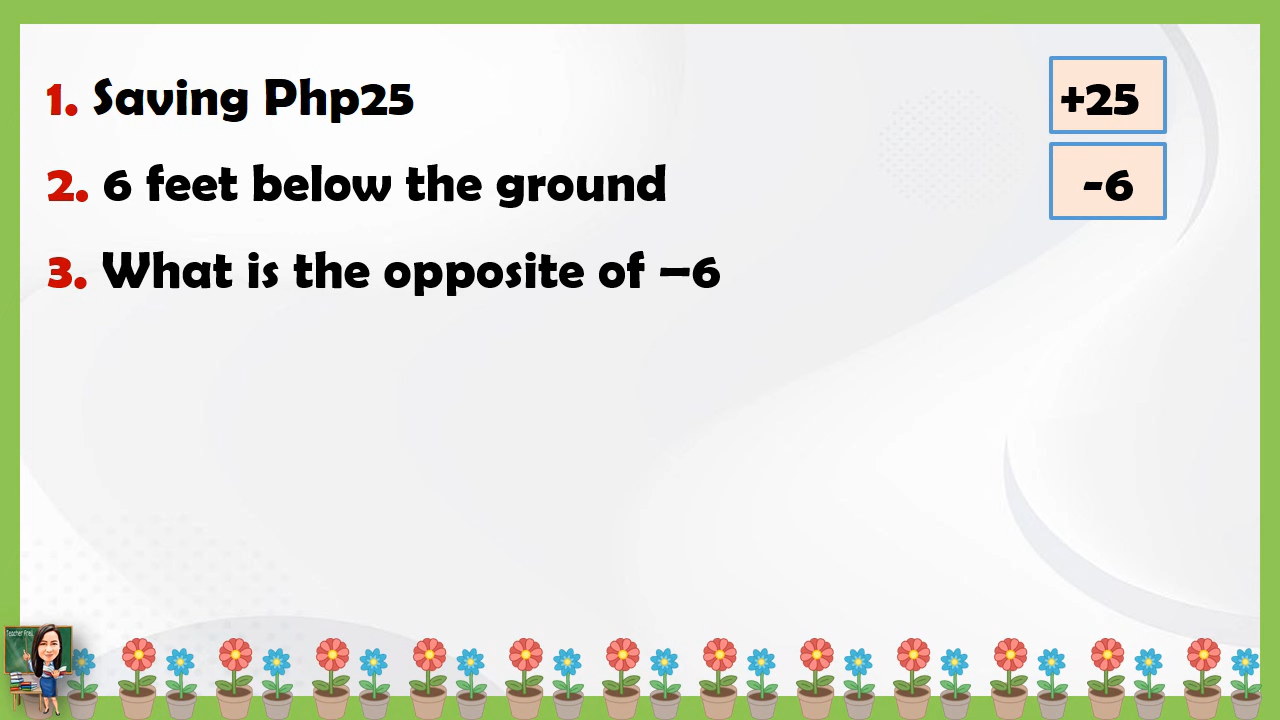 1. Saving Php25 +25
2. 6 feet below the ground -6
3. What is the opposite of –6